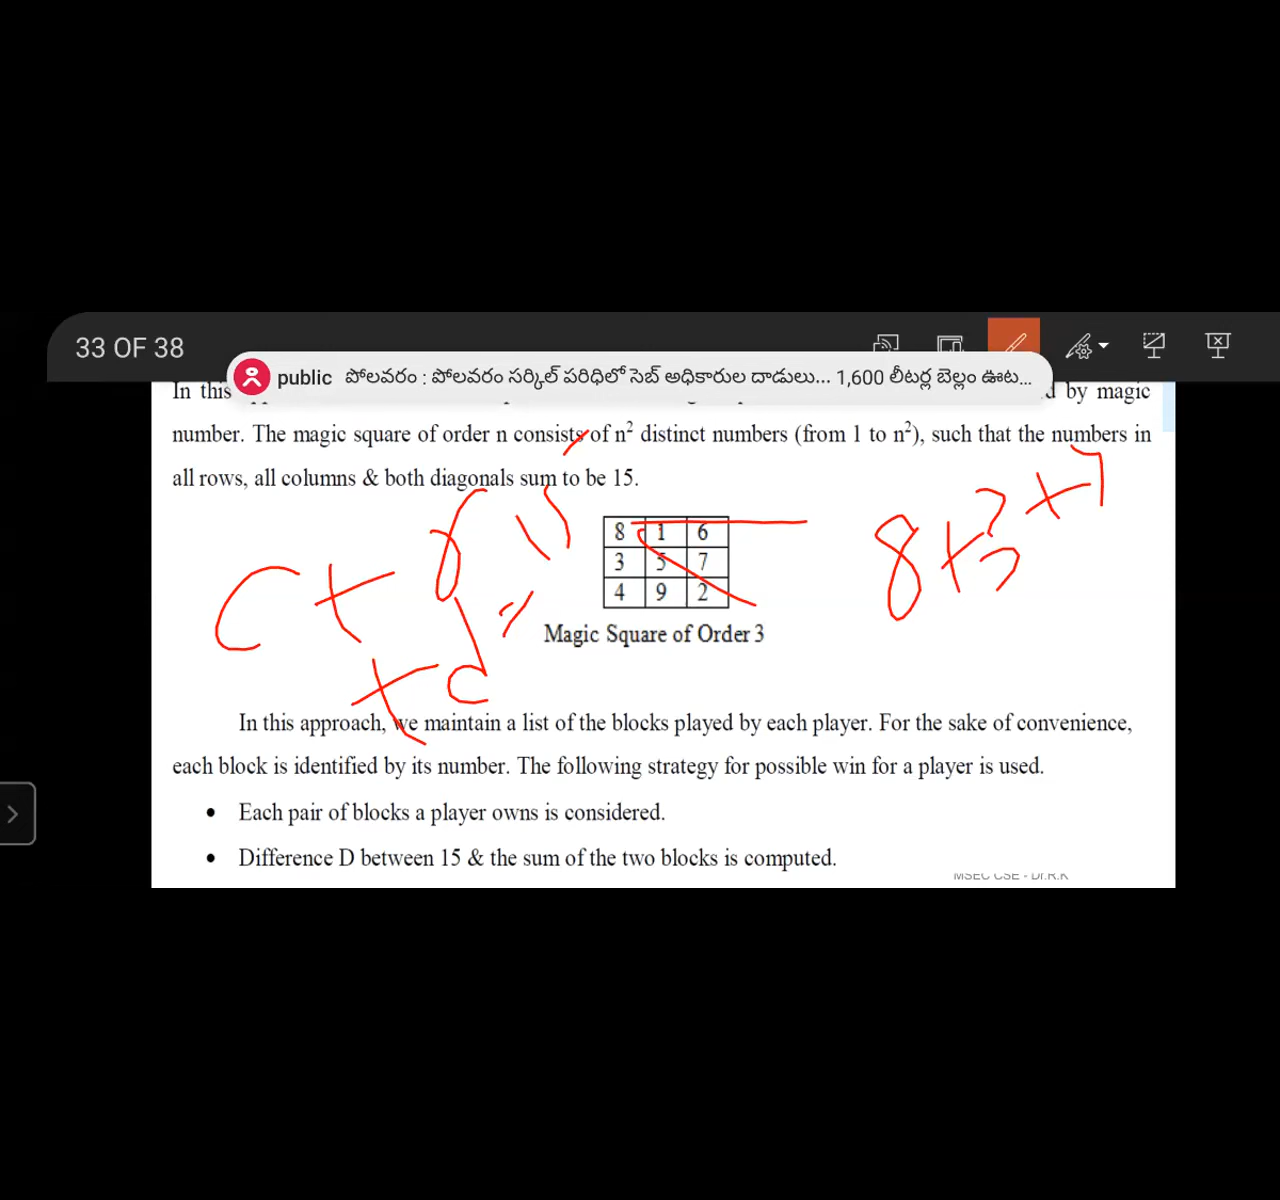 33 OF 38
public పోలవరం : పోలవరం సర్కిల్ పరిధిలో సెబ్ అధికారుల దాడులు... 1,600 లీటర్ల బెల్లం ఊట...
In this by magic
number. The magic square of order n consists of n² distinct numbers (from 1 to n²), such that the numbers in
all rows, all columns & both diagonals sum to be 15.
8 1 6
3 5 7
4 9 2
8+3+4
Magic Square of Order 3
In this approach, we maintain a list of the blocks played by each player. For the sake of convenience,
each block is identified by its number. The following strategy for possible win for a player is used.
• Each pair of blocks a player owns is considered.
• Difference D between 15 & the sum of the two blocks is computed.
MSEC CSE - Dr.R.K